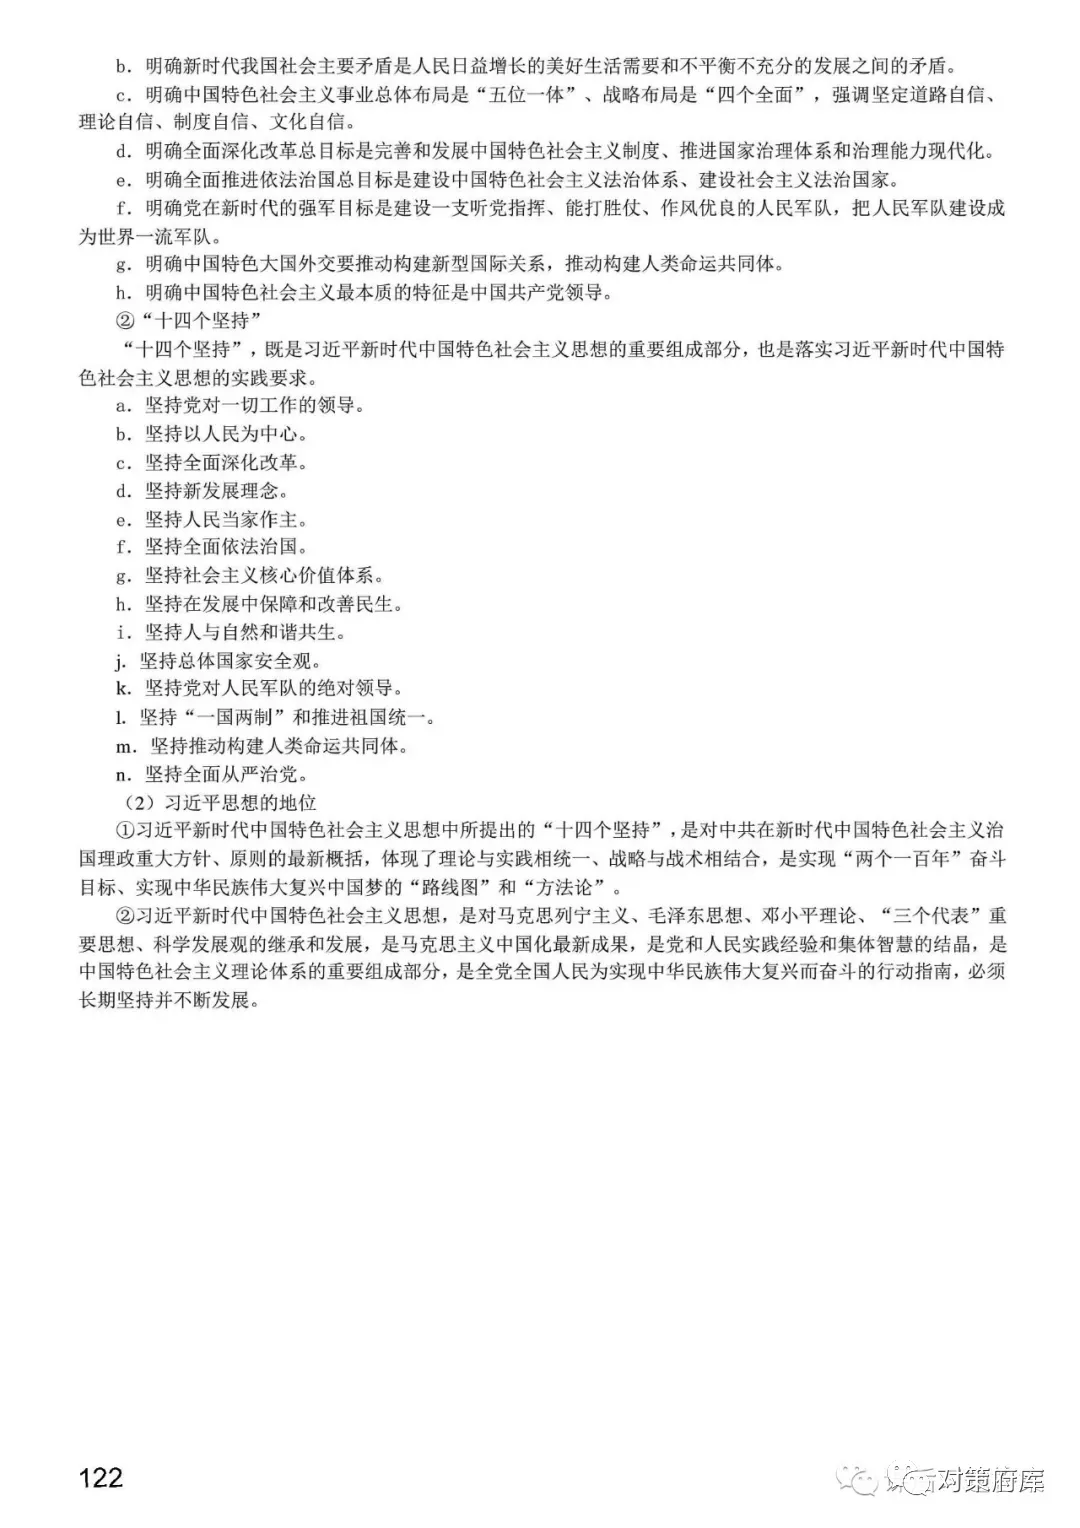 b. 明确新时代我国社会主要矛盾是人民日益增长的美好生活需要和不平衡不充分的发展之间的矛盾。
c. 明确中国特色社会主义事业总体布局是“五位一体”、战略布局是“四个全面”，强调坚定道路自信、
理论自信、制度自信、文化自信。
d. 明确全面深化改革总目标是完善和发展中国特色社会主义制度、推进国家治理体系和治理能力现代化。
e. 明确全面推进依法治国总目标是建设中国特色社会主义法治体系、建设社会主义法治国家。
f. 明确党在新时代的强军目标是建设一支听党指挥、能打胜仗、作风优良的人民军队，把人民军队建设成
为世界一流军队。
g. 明确中国特色大国外交要推动构建新型国际关系，推动构建人类命运共同体。
h. 明确中国特色社会主义最本质的特征是中国共产党领导。
②“十四个坚持”
“十四个坚持”，既是习近平新时代中国特色社会主义思想的重要组成部分，也是落实习近平新时代中国特
色社会主义思想的实践要求。
a. 坚持党对一切工作的领导。
b. 坚持以人民为中心。
c. 坚持全面深化改革。
d. 坚持新发展理念。
e. 坚持人民当家作主。
f. 坚持全面依法治国。
g. 坚持社会主义核心价值体系。
h. 坚持在发展中保障和改善民生。
i. 坚持人与自然和谐共生。
j. 坚持总体国家安全观。
k. 坚持党对人民军队的绝对领导。
l. 坚持“一国两制”和推进祖国统一。
m. 坚持推动构建人类命运共同体。
n. 坚持全面从严治党。
（2）习近平思想的地位
①习近平新时代中国特色社会主义思想中所提出的“十四个坚持”，是对中共在新时代中国特色社会主义治
国理政重大方针、原则的最新概括，体现了理论与实践相统一、战略与战术相结合，是实现“两个一百年”奋斗
目标、实现中华民族伟大复兴中国梦的“路线图”和“方法论”。
②习近平新时代中国特色社会主义思想，是对马克思列宁主义、毛泽东思想、邓小平理论、“三个代表”重
要思想、科学发展观的继承和发展，是马克思主义中国化最新成果，是党和人民实践经验和集体智慧的结晶，是
中国特色社会主义理论体系的重要组成部分，是全党全国人民为实现中华民族伟大复兴而奋斗的行动指南，必须
长期坚持并不断发展。
122
对策府库